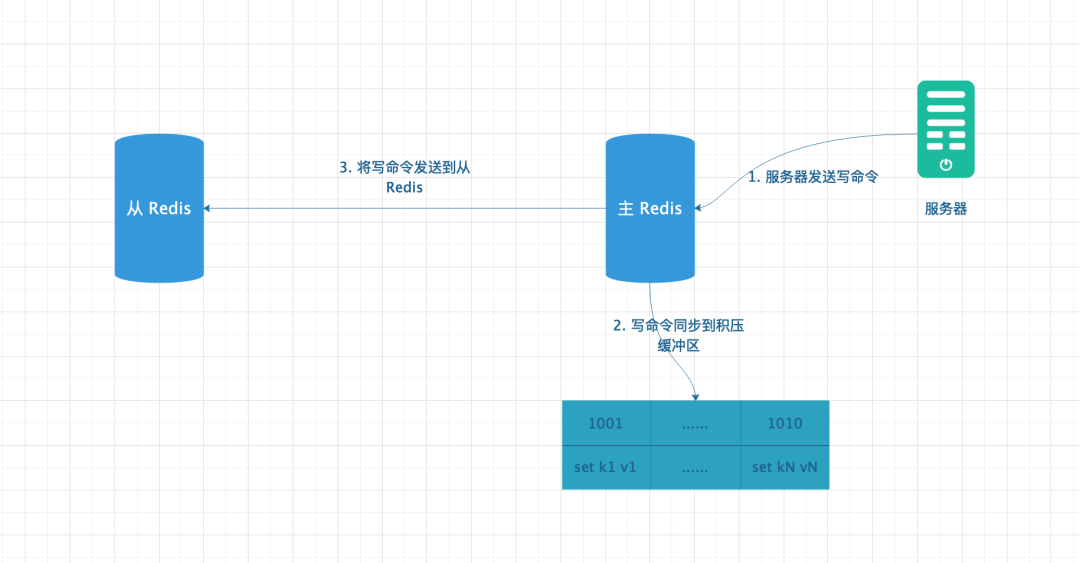 3. 将写命令发送到从
Redis
1. 服务器发送写命令
从 Redis
主 Redis
服务器
2. 写命令同步到积压
缓冲区
1001 ...... 1010
set k1 v1 ...... set kN vN